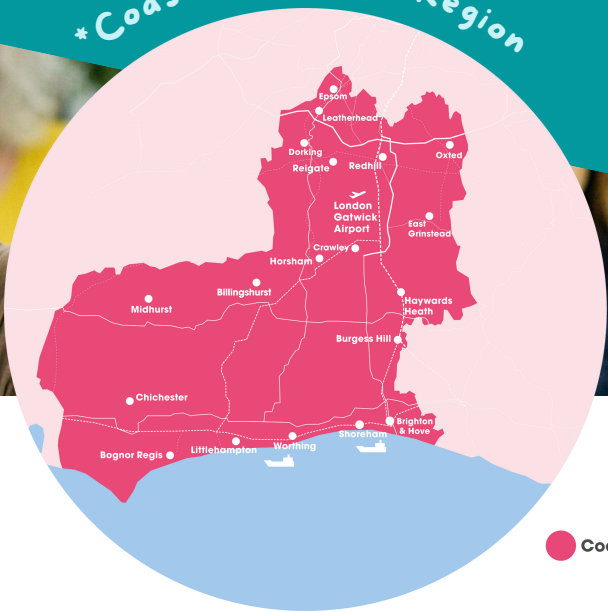 Region
Epsom
Leatherhead
Dorking
Reigate
Redhill
Oxted
London
Gatwick
Airport
East
Grinstead
Crawley
Horsham
Billingshurst
Midhurst
Haywards
Heath
Burgess Hill
Chichester
Brighton
& Hove
Shoreham
Worthing
Littlehampton
Bognor Regis